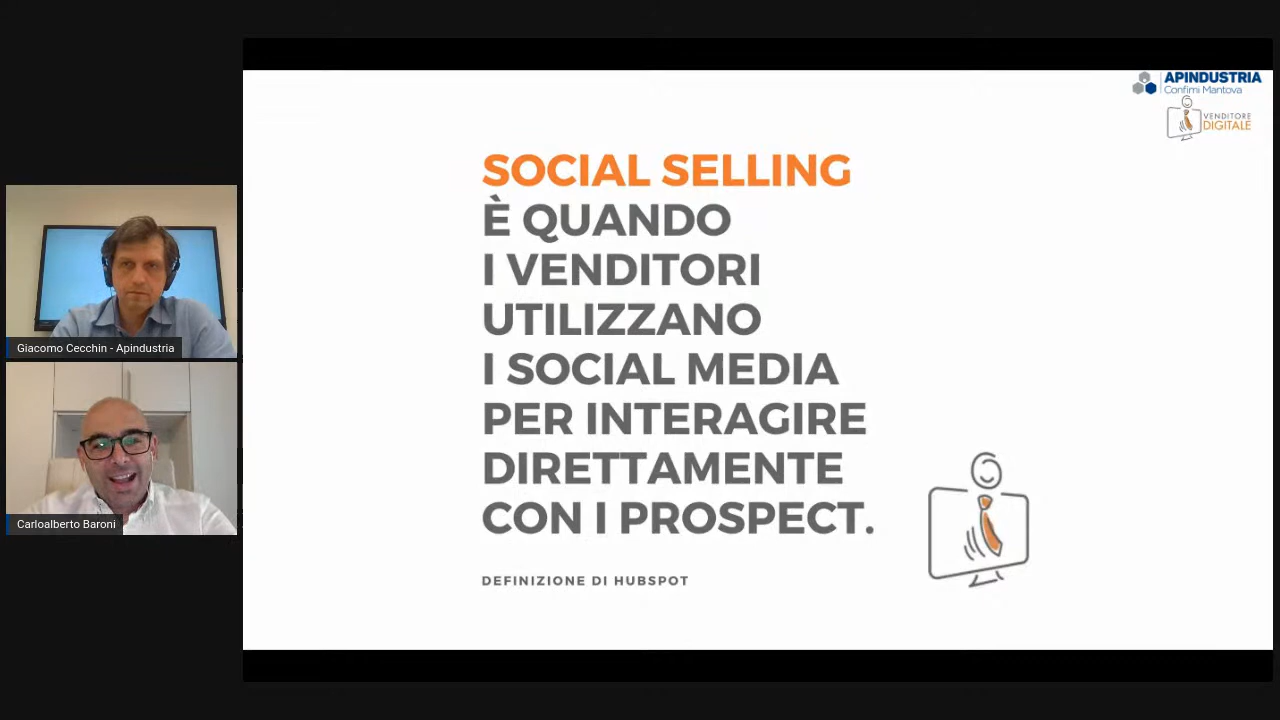 APINDUSTRIA
Confimi Mantova
VENDITORE
DIGITALE
SOCIAL SELLING
È QUANDO
I VENDITORI
UTILIZZANO
I SOCIAL MEDIA
PER INTERAGIRE
DIRETTAMENTE
CON I PROSPECT.
DEFINIZIONE DI HUBSPOT
Giacomo Cecchin - Apindustria
Carloalberto Baroni